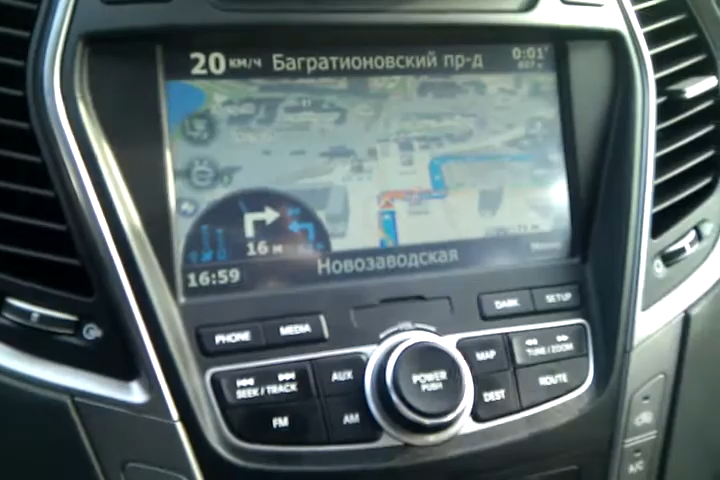 20 км/ч Багратионовский пр-д 0:01'
16 м
16:59 Новозаводская
PHONE MEDIA
DARK SETUP
SEEK / TRACK AUX
FM AM
POWER
PUSH
MAP TUNE / ZOOM
DEST ROUTE
A/C